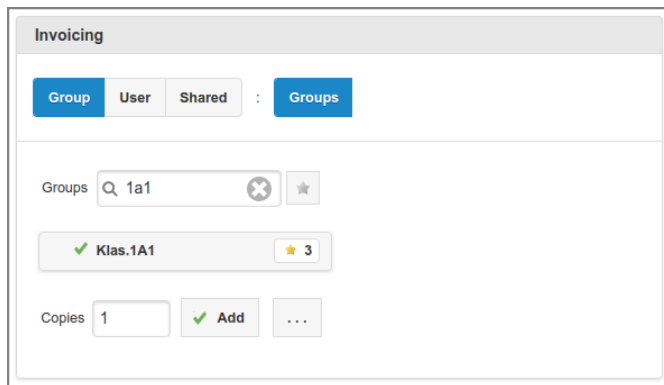 Invoicing
Group User Shared : Groups
Groups 1a1
Klas.1A1 3
Copies 1 Add ...